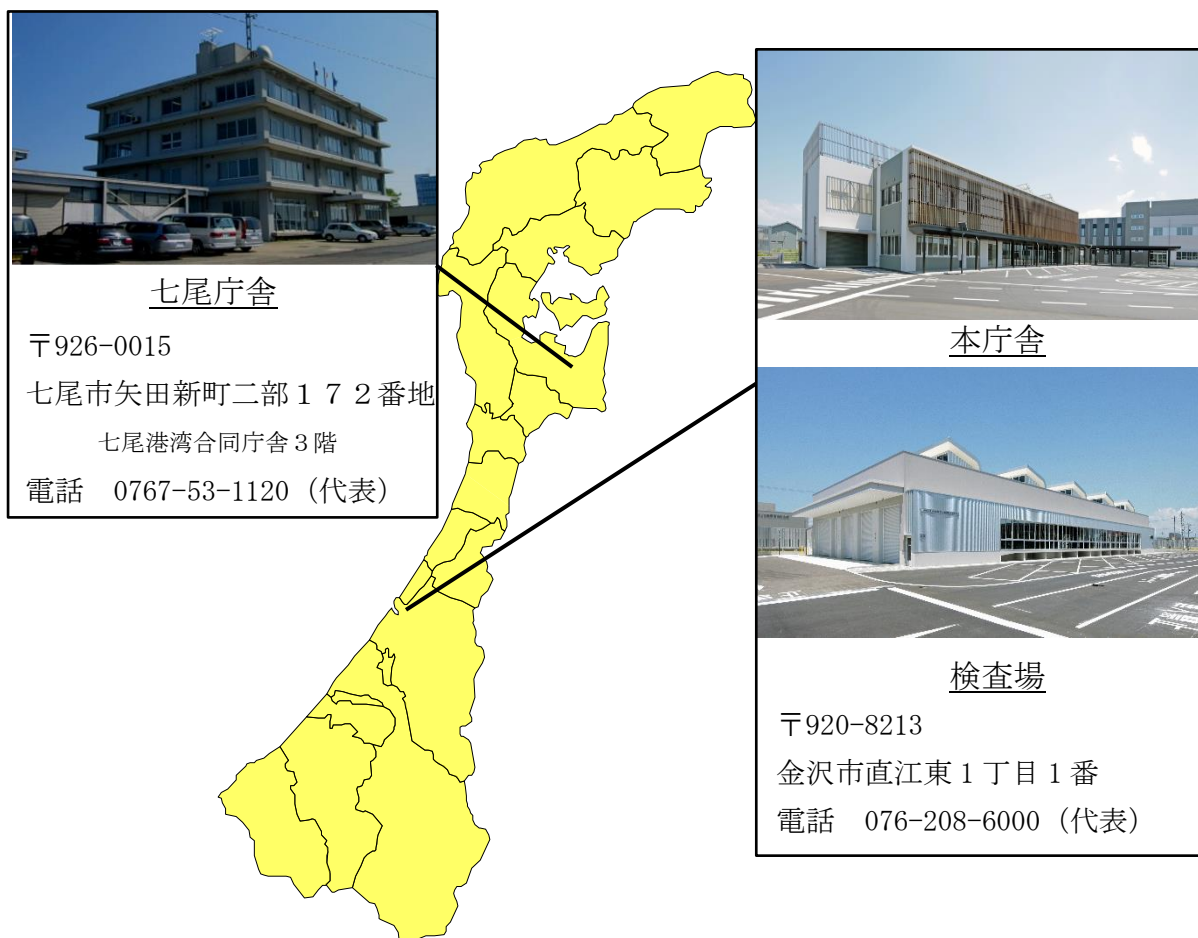 七尾庁舎
〒926-0015
七尾市矢田新町二部１７２番地
七尾港湾合同庁舎３階
電話　0767-53-1120（代表）
本庁舎
検査場
〒920-8213
金沢市直江東１丁目１番
電話　076-208-6000（代表）